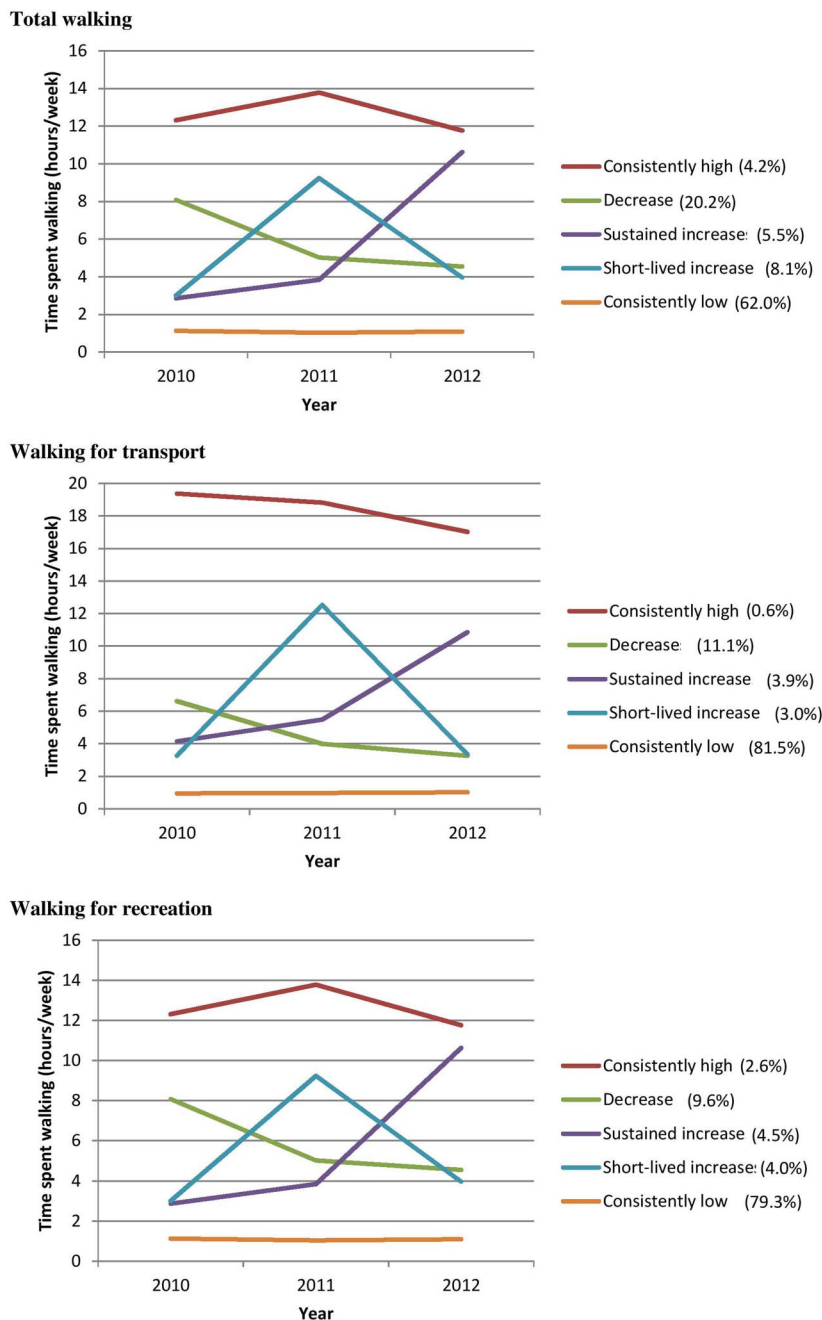 Total walking
16
14
12
10
8
6
4
2
0
Time spent walking (hours/week)
2010 2011 2012
Year
Consistently high (4.2%)
Decrease (20.2%)
Sustained increase (5.5%)
Short-lived increase (8.1%)
Consistently low (62.0%)
Walking for transport
20
18
16
14
12
10
8
6
4
2
0
Time spent walking (hours/week)
2010 2011 2012
Year
Consistently high (0.6%)
Decrease (11.1%)
Sustained increase (3.9%)
Short-lived increase (3.0%)
Consistently low (81.5%)
Walking for recreation
16
14
12
10
8
6
4
2
0
Time spent walking (hours/week)
2010 2011 2012
Year
Consistently high (2.6%)
Decrease (9.6%)
Sustained increase (4.5%)
Short-lived increase (4.0%)
Consistently low (79.3%)